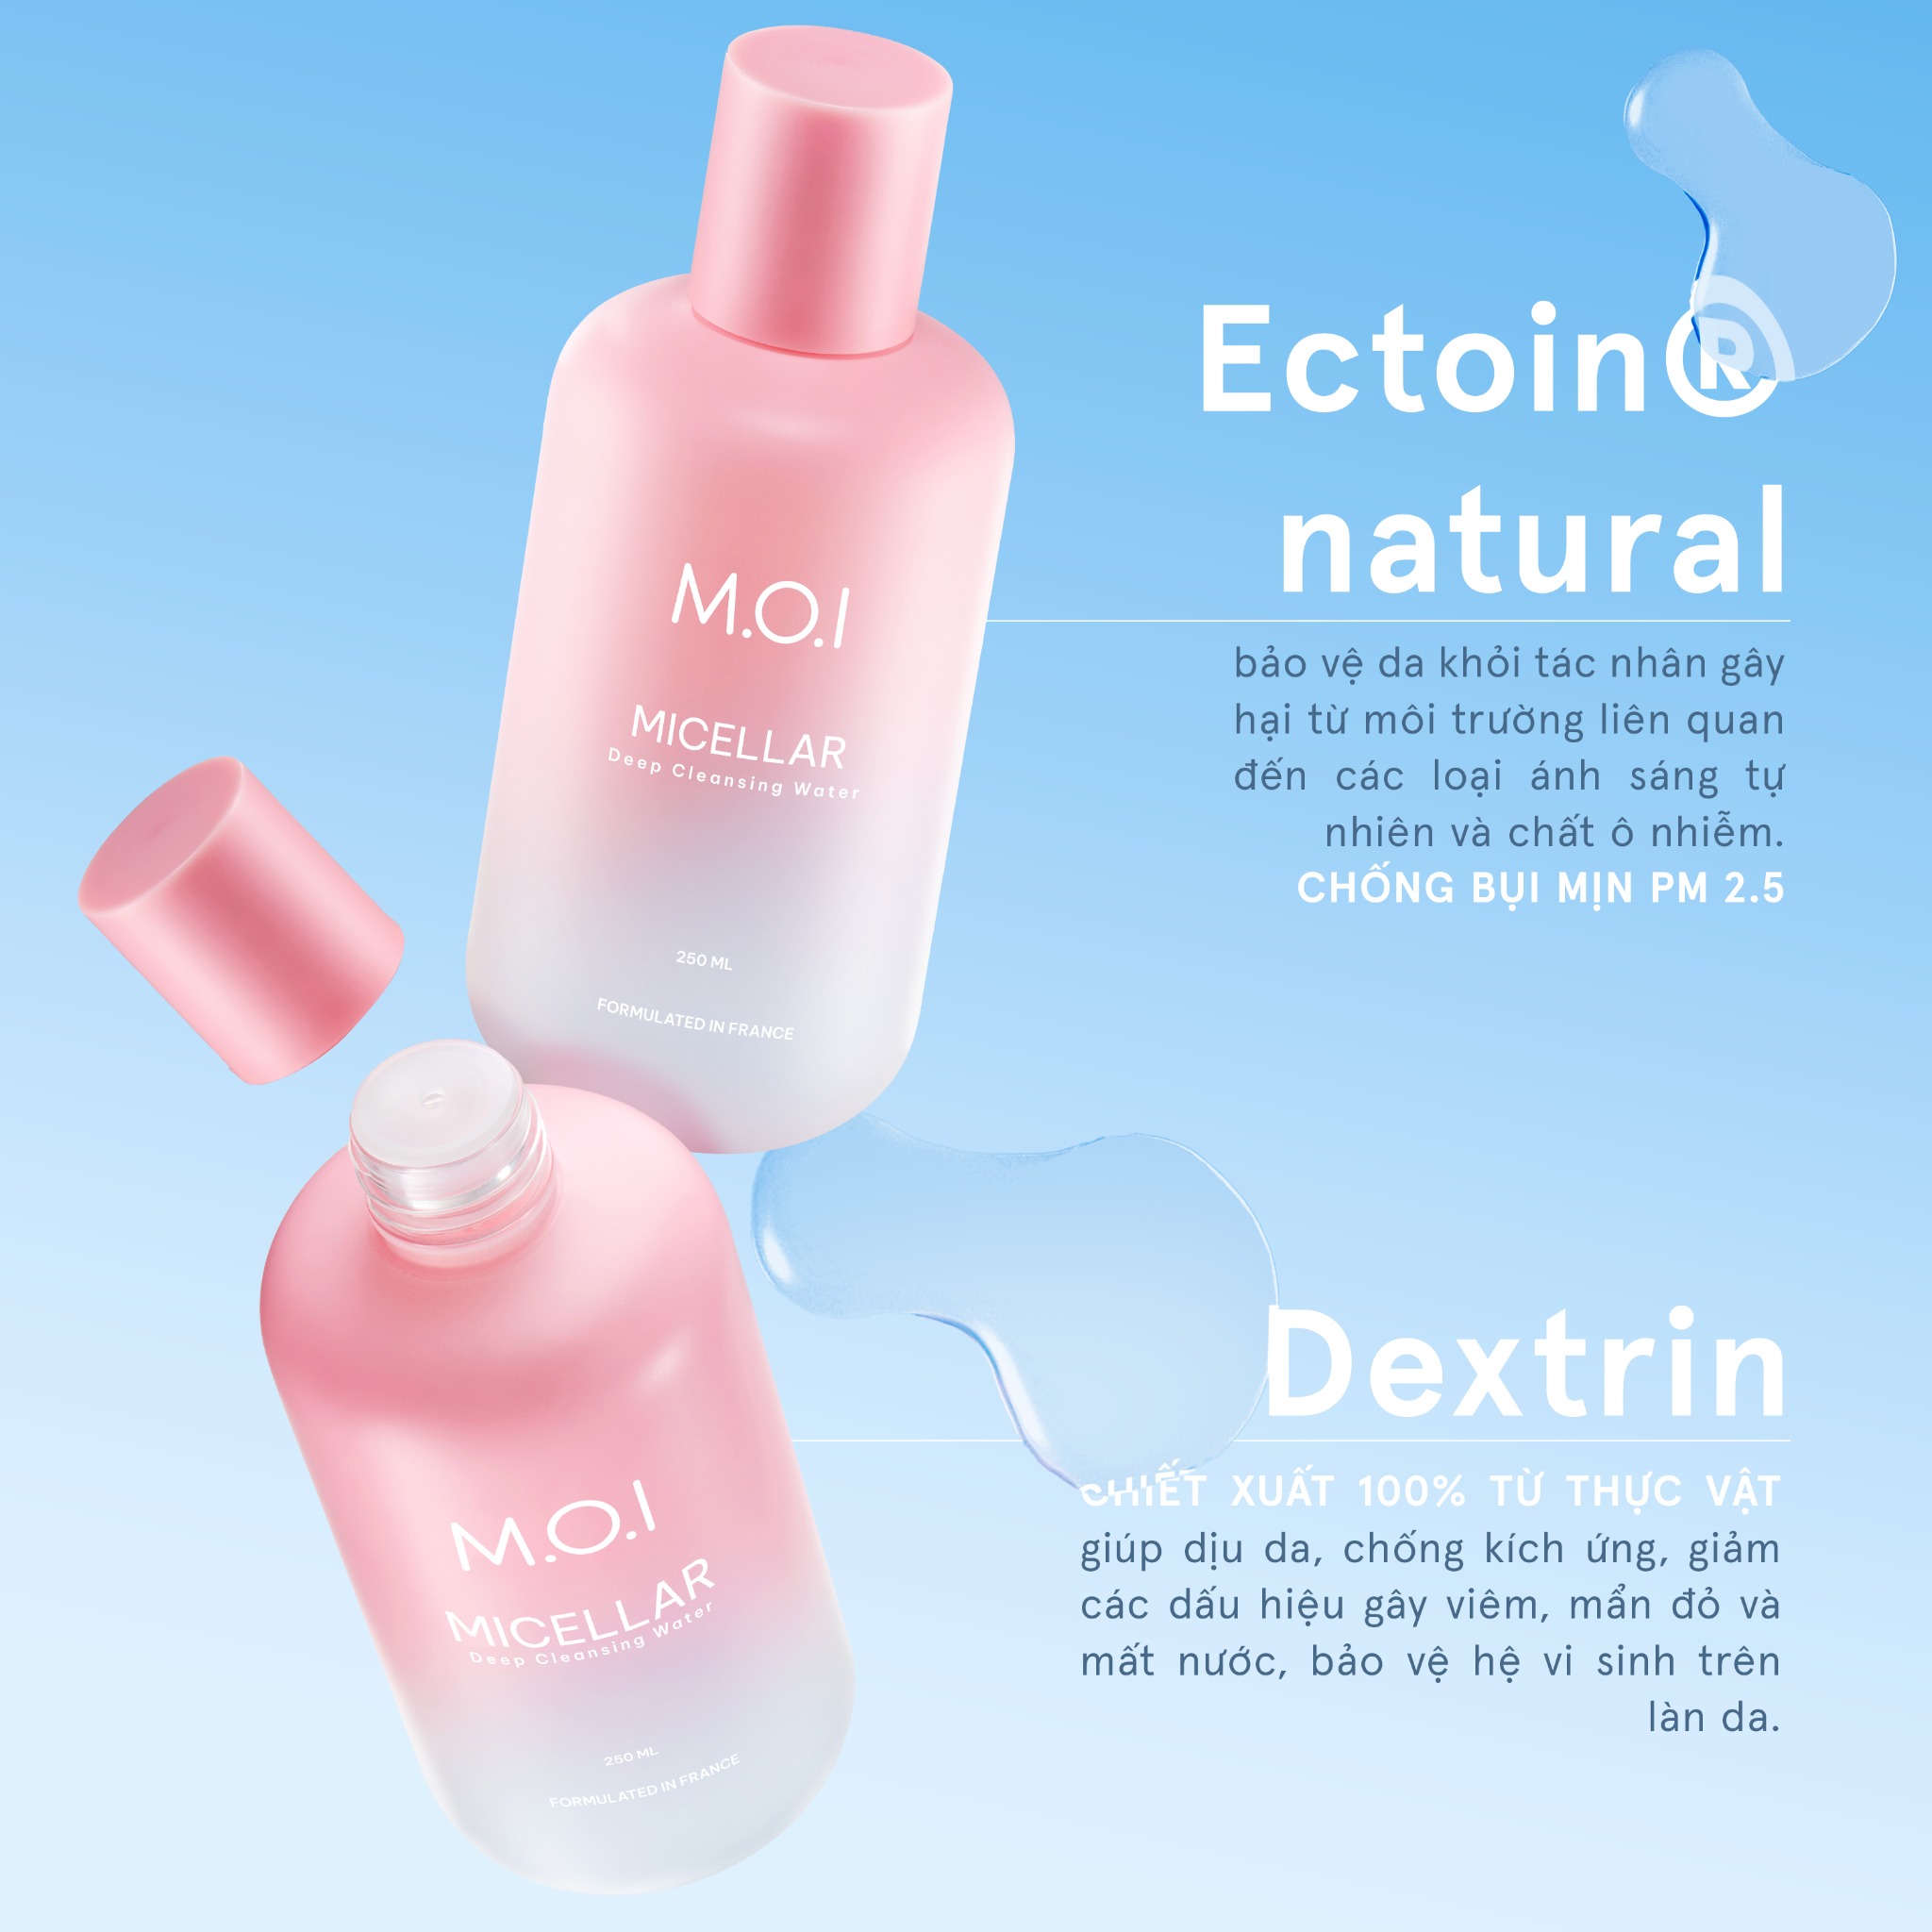 Ectoin®
natural
bảo vệ da khỏi tác nhân gây
hại từ môi trường liên quan
đến các loại ánh sáng tự
nhiên và chất ô nhiễm.
CHỐNG BỤI MỊN PM 2.5
M.O.I
MICELLAR
Deep Cleansing Water
250 ML
FORMULATED IN FRANCE
Dextrin
CHIẾT XUẤT 100% TỪ THỰC VẬT
giúp dịu da, chống kích ứng, giảm
các dấu hiệu gây viêm, mẩn đỏ và
mất nước, bảo vệ hệ vi sinh trên
làn da.
M.O.I
MICELLAR
Deep Cleansing Water
250 ML
FORMULATED IN FRANCE